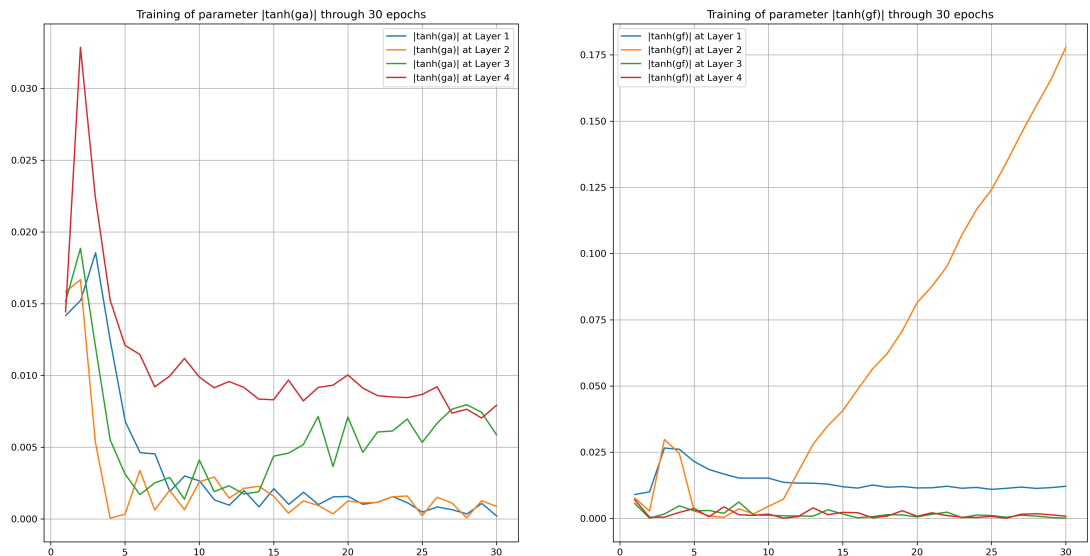 Training of parameter |tanh(ga)| through 30 epochs
|tanh(ga)| at Layer 1
|tanh(ga)| at Layer 2
|tanh(ga)| at Layer 3
|tanh(ga)| at Layer 4
0.030
0.025
0.020
0.015
0.010
0.005
0.000
0 5 10 15 20 25 30
Training of parameter |tanh(gf)| through 30 epochs
|tanh(gf)| at Layer 1
|tanh(gf)| at Layer 2
|tanh(gf)| at Layer 3
|tanh(gf)| at Layer 4
0.175
0.150
0.125
0.100
0.075
0.050
0.025
0.000
0 5 10 15 20 25 30